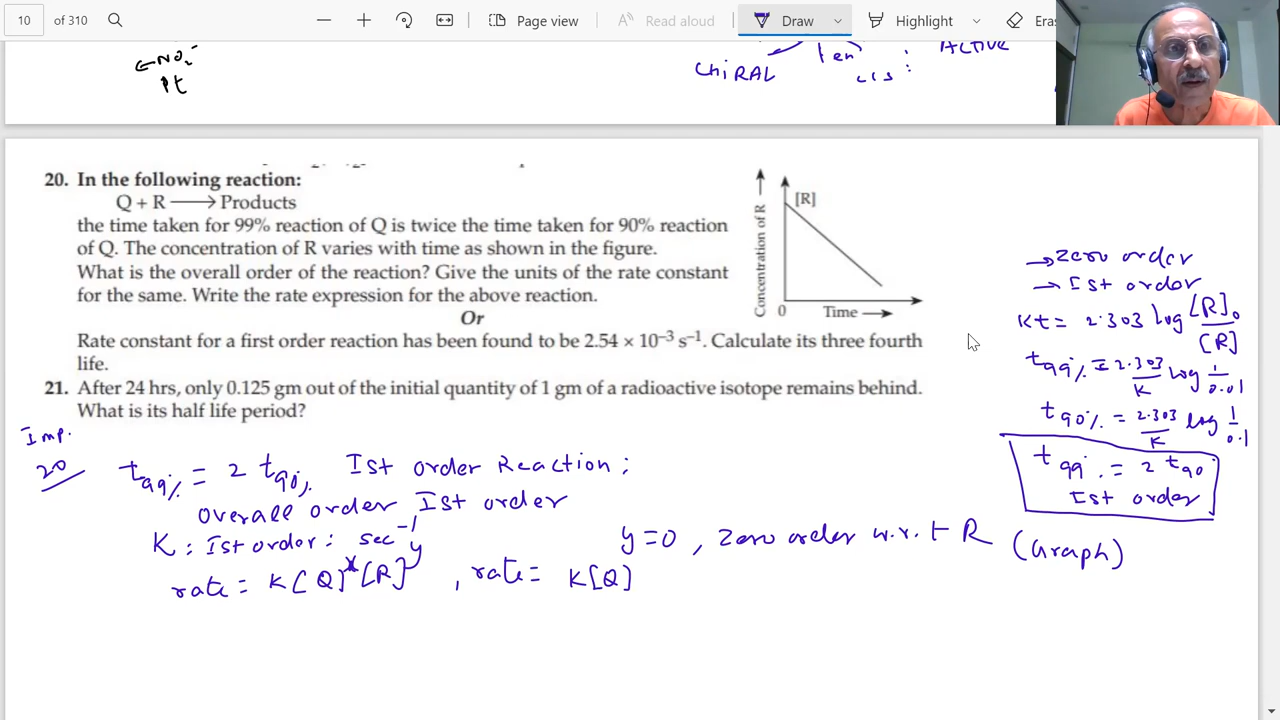 10 of 310 Page view Read aloud Draw Highlight Eras
NO2-
Pt
CHIRAL
en
cis :
ACTIVE
20. In the following reaction:
Q + R ⟶ Products
the time taken for 99% reaction of Q is twice the time taken for 90% reaction
of Q. The concentration of R varies with time as shown in the figure.
What is the overall order of the reaction? Give the units of the rate constant
for the same. Write the rate expression for the above reaction.
Or
Rate constant for a first order reaction has been found to be 2.54 × 10⁻³ s⁻¹. Calculate its three fourth
life.
21. After 24 hrs, only 0.125 gm out of the initial quantity of 1 gm of a radioactive isotope remains behind.
What is its half life period?
Concentration of R
[R]
0 Time
→ Zero order
→ Ist order
Kt = 2.303 log [R]₀/[R]
t99% = 2.303/K log 1/0.01
t90% = 2.303/K log 1/0.1
t99% = 2 t90
Ist order
Imp.
20
t99% = 2 t90% Ist order Reaction ;
Overall order Ist order
K : Ist order : sec⁻¹
y = 0 , Zero order w.r.t R (Graph)
rate = K[Q]ˣ[R]ʸ , rate = K[Q]